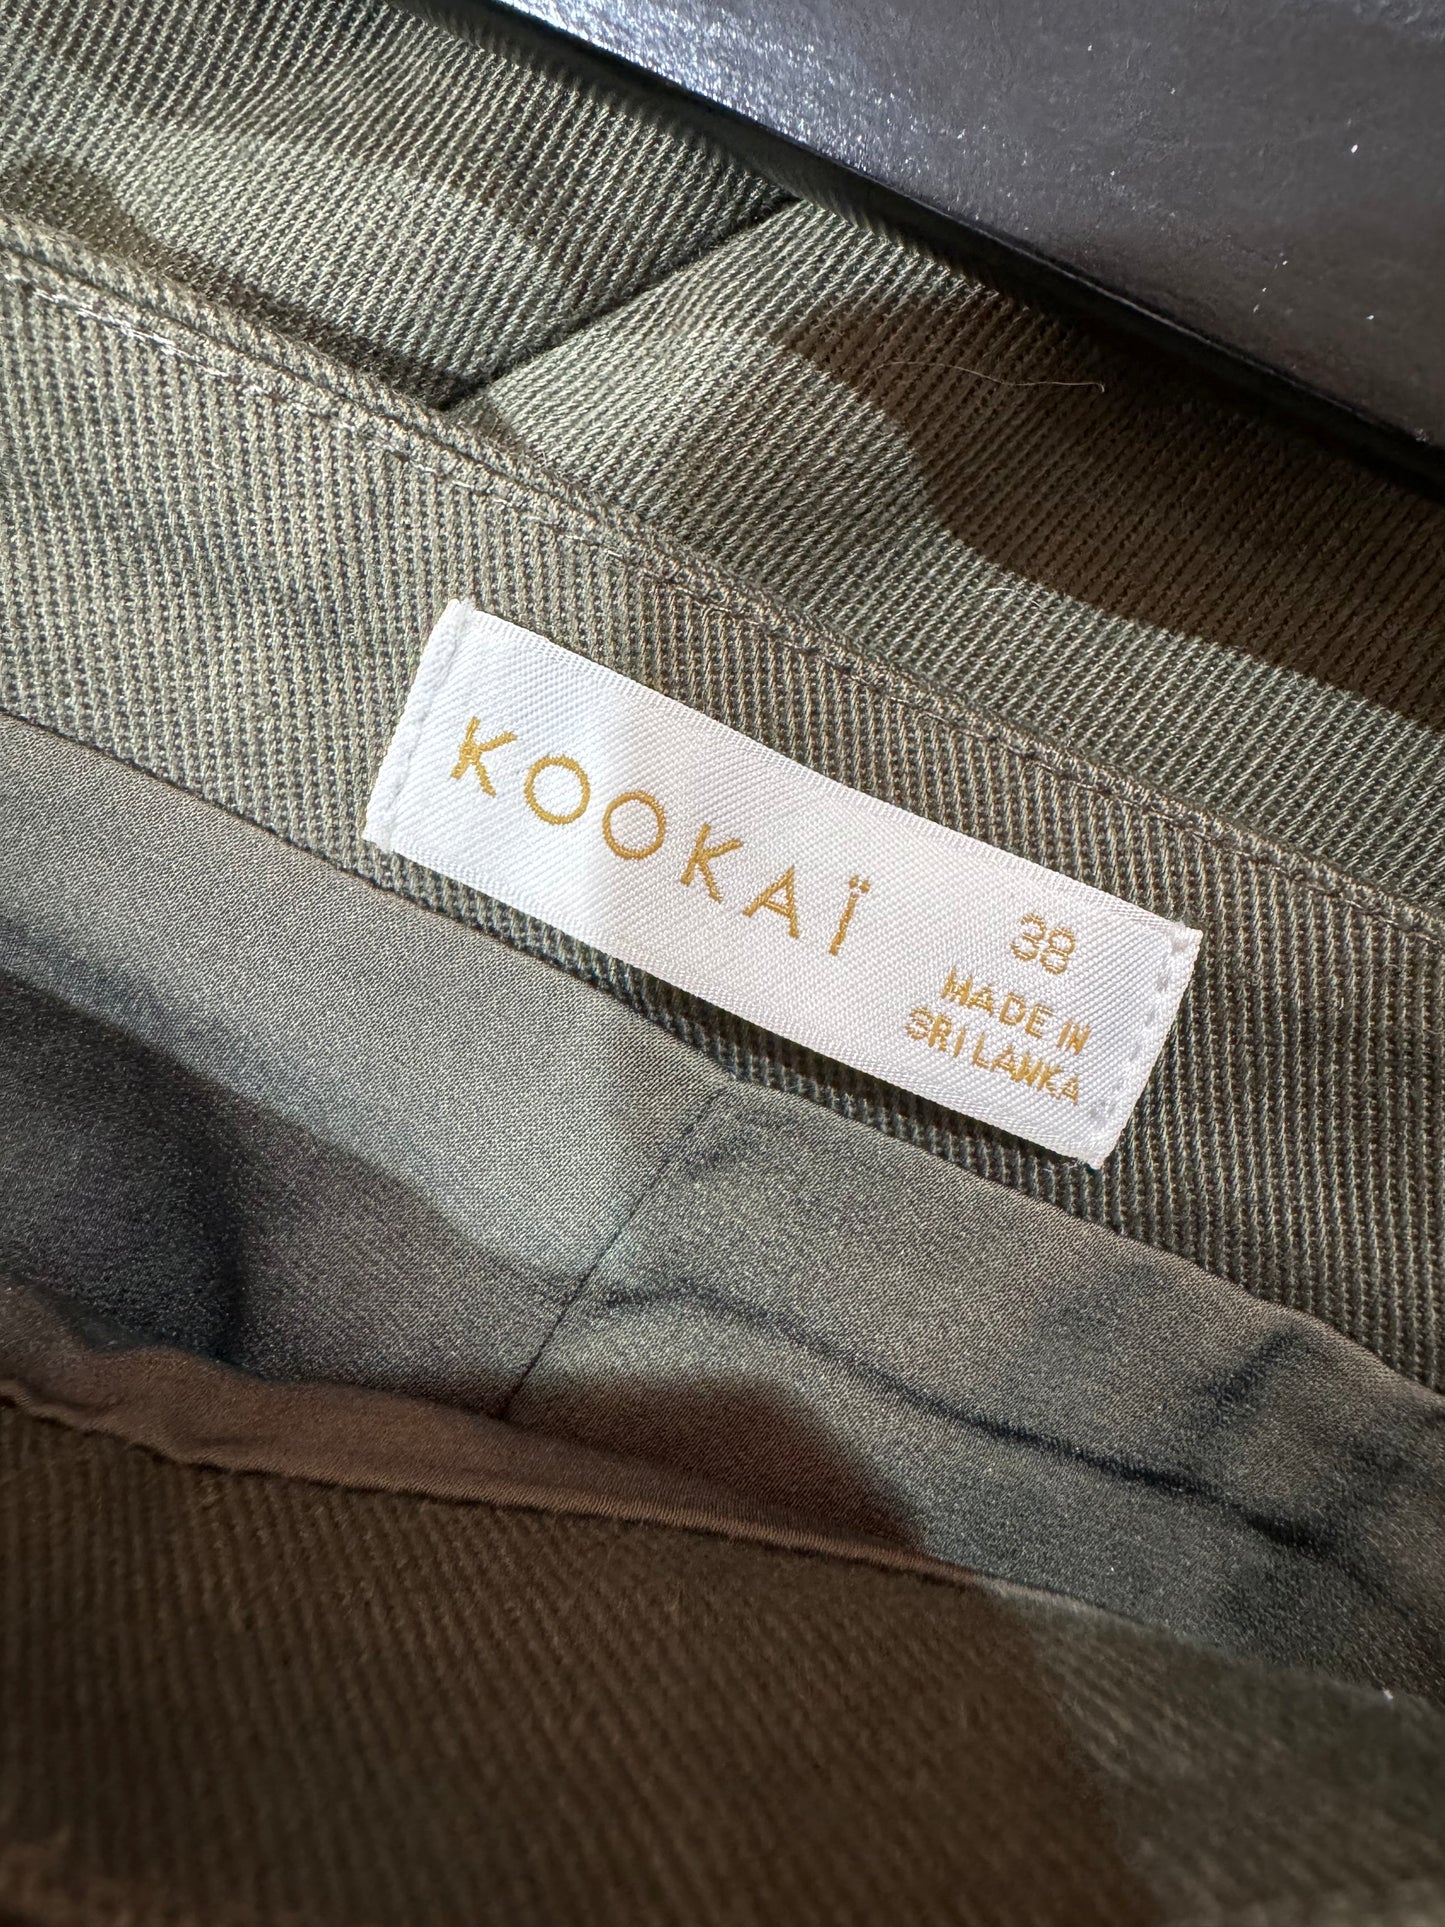 KOOKAÏ
38
MADE IN
SRI LANKA